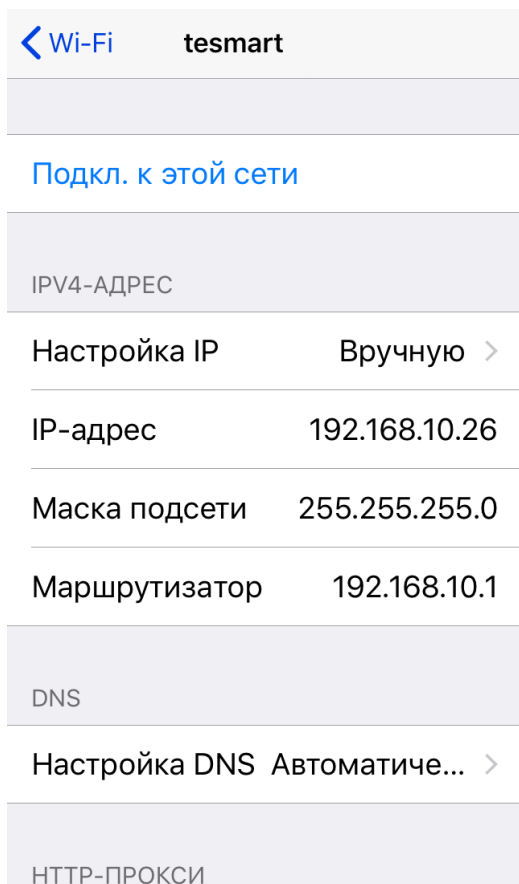 Wi-Fi tesmart
Подкл. к этой сети
IPV4-АДРЕС
Настройка IP Вручную
IP-адрес 192.168.10.26
Маска подсети 255.255.255.0
Маршрутизатор 192.168.10.1
DNS
Настройка DNS Автоматиче...
HTTP-ПРОКСИ